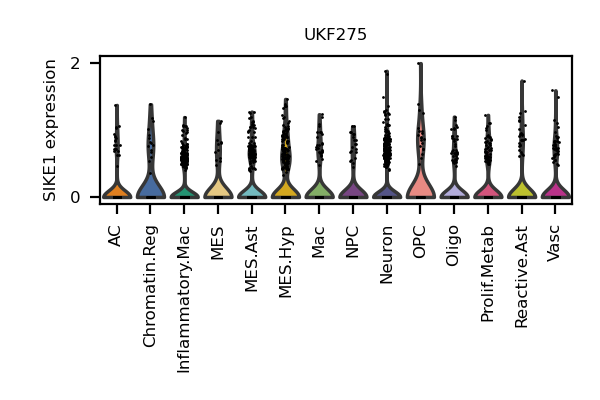 UKF275
SIKE1 expression
2
0
AC
Chromatin.Reg
Inflammatory.Mac
MES
MES.Ast
MES.Hyp
Mac
NPC
Neuron
OPC
Oligo
Prolif.Metab
Reactive.Ast
Vasc